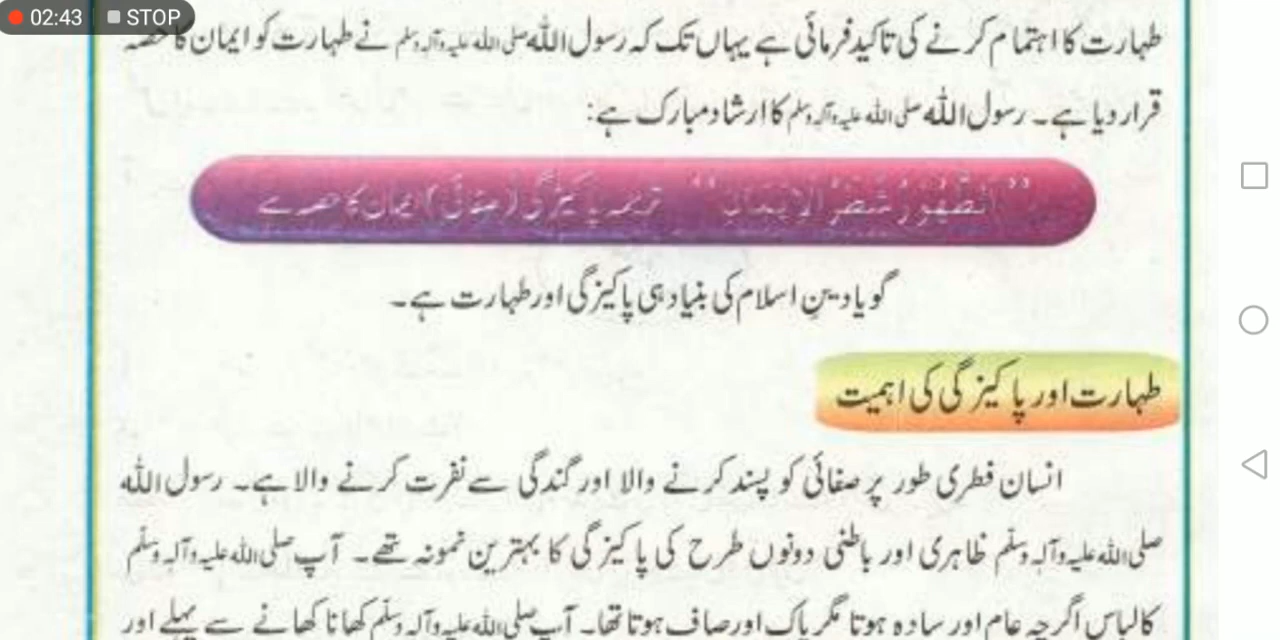 02:43 STOP
طہارت کا اہتمام کرنے کی تاکید فرمائی ہے یہاں تک کہ رسول اللہ صلی اللہ علیہ وآلہ وسلم نے طہارت کو ایمان کا حصہ
قرار دیا ہے۔ رسول اللہ صلی اللہ علیہ وآلہ وسلم کا ارشاد مبارک ہے:
"الطُّهُورُ شَطْرُ الْإِيمَانِ" ترجمہ: پاکیزگی (صفائی) ایمان کا حصہ ہے
گویا دینِ اسلام کی بنیاد ہی پاکیزگی اور طہارت ہے۔
طہارت اور پاکیزگی کی اہمیت
انسان فطری طور پر صفائی کو پسند کرنے والا اور گندگی سے نفرت کرنے والا ہے۔ رسول اللہ
صلی اللہ علیہ وآلہ وسلم ظاہری اور باطنی دونوں طرح کی پاکیزگی کا بہترین نمونہ تھے۔ آپ صلی اللہ علیہ وآلہ وسلم
کا لباس اگرچہ عام اور سادہ ہوتا مگر پاک اور صاف ہوتا تھا۔ آپ صلی اللہ علیہ وآلہ وسلم کھانا کھانے سے پہلے اور